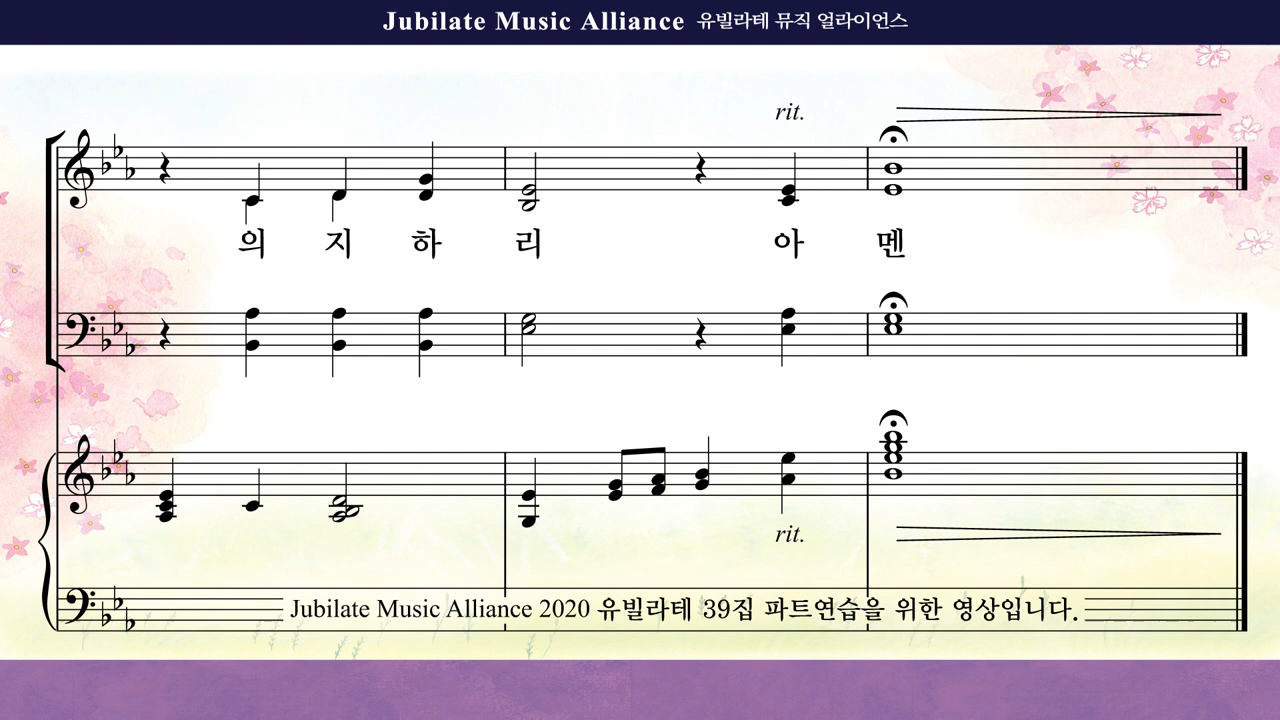 Jubilate Music Alliance 유빌라테 뮤직 얼라이언스
rit.
의 지 하 리 아 멘
rit.
Jubilate Music Alliance 2020 유빌라테 39집 파트연습을 위한 영상입니다.